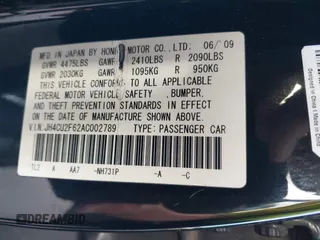 MFD. IN JAPAN BY HONDA MOTOR CO., LTD. 06/'09
GVWR 4475LBS GAWR F 2410LBS R 2090LBS
GVWR 2030KG GAWR F 1095KG R 950KG
THIS VEHICLE CONFORMS TO ALL APPLICABLE
FEDERAL MOTOR VEHICLE SAFETY, BUMPER,
AND THEFT PREVENTION STANDARDS IN EFFECT ON
THE DATE OF MANUFACTURE SHOWN ABOVE.
V.I.N. JH4CU2F62AC002789 TYPE: PASSENGER CAR
TL2 A AA7 -NH731P -A -C
DREAMBID